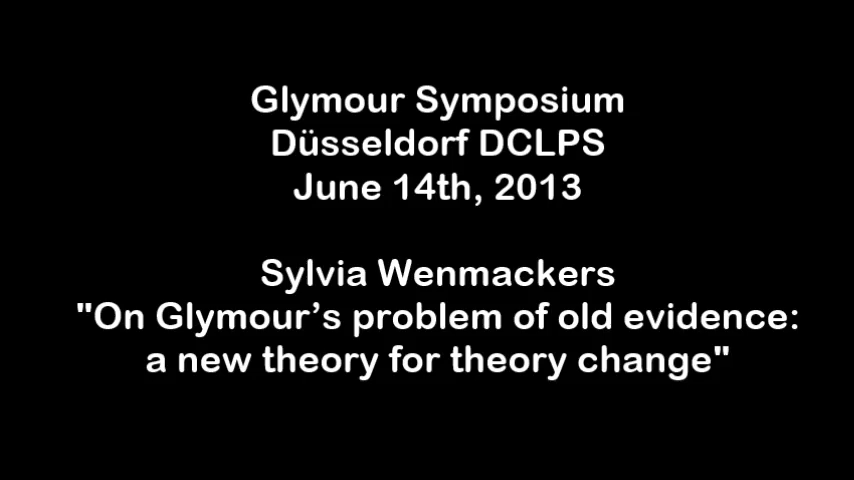 Glymour Symposium
Düsseldorf DCLPS
June 14th, 2013
Sylvia Wenmackers
"On Glymour’s problem of old evidence:
a new theory for theory change"